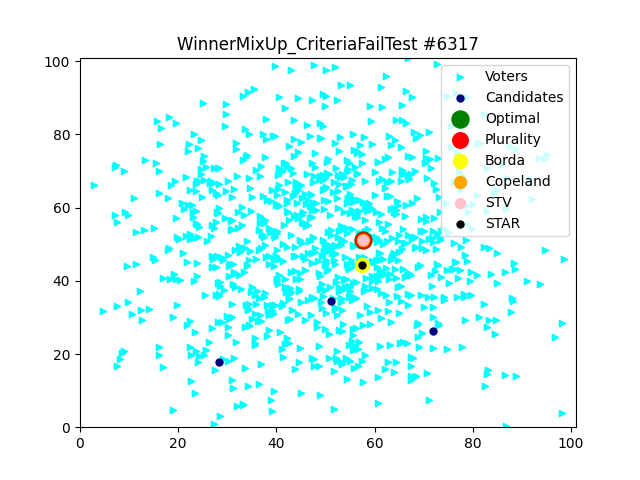 WinnerMixUp_CriteriaFailTest #6317
100
80
60
40
20
0
0
20
40
60
80
100
Voters
Candidates
Optimal
Plurality
Borda
Copeland
STV
STAR